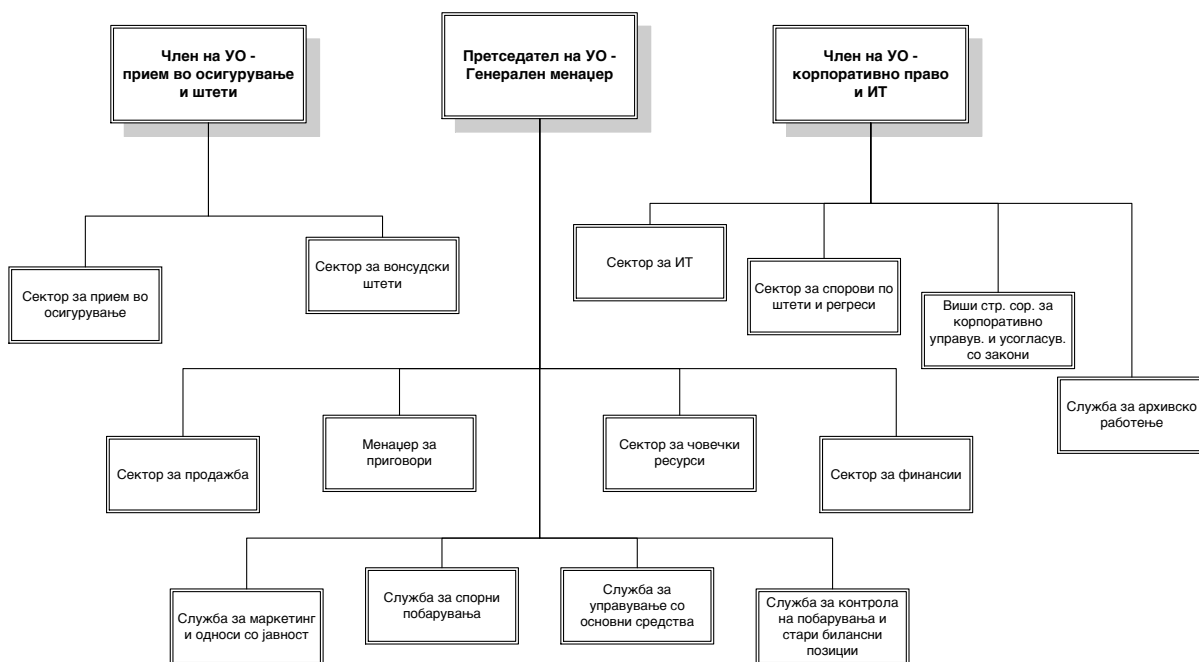 Член на УО -
прием во осигурување
и штети
Претседател на УО -
Генерален менаџер
Член на УО -
корпоративно право
и ИТ
Сектор за прием во
осигурување
Сектор за вонсудски
штети
Сектор за ИТ
Сектор за спорови по
штети и регреси
Виши стр. сор. за
корпоративно
управув. и усогласув.
со закони
Служба за архивско
работење
Сектор за продажба
Менаџер за
приговори
Сектор за човечки
ресурси
Сектор за финансии
Служба за маркетинг
и односи со јавност
Служба за спорни
побарувања
Служба за
управување со
основни средства
Служба за контрола
на побарувања и
стари билансни
позиции